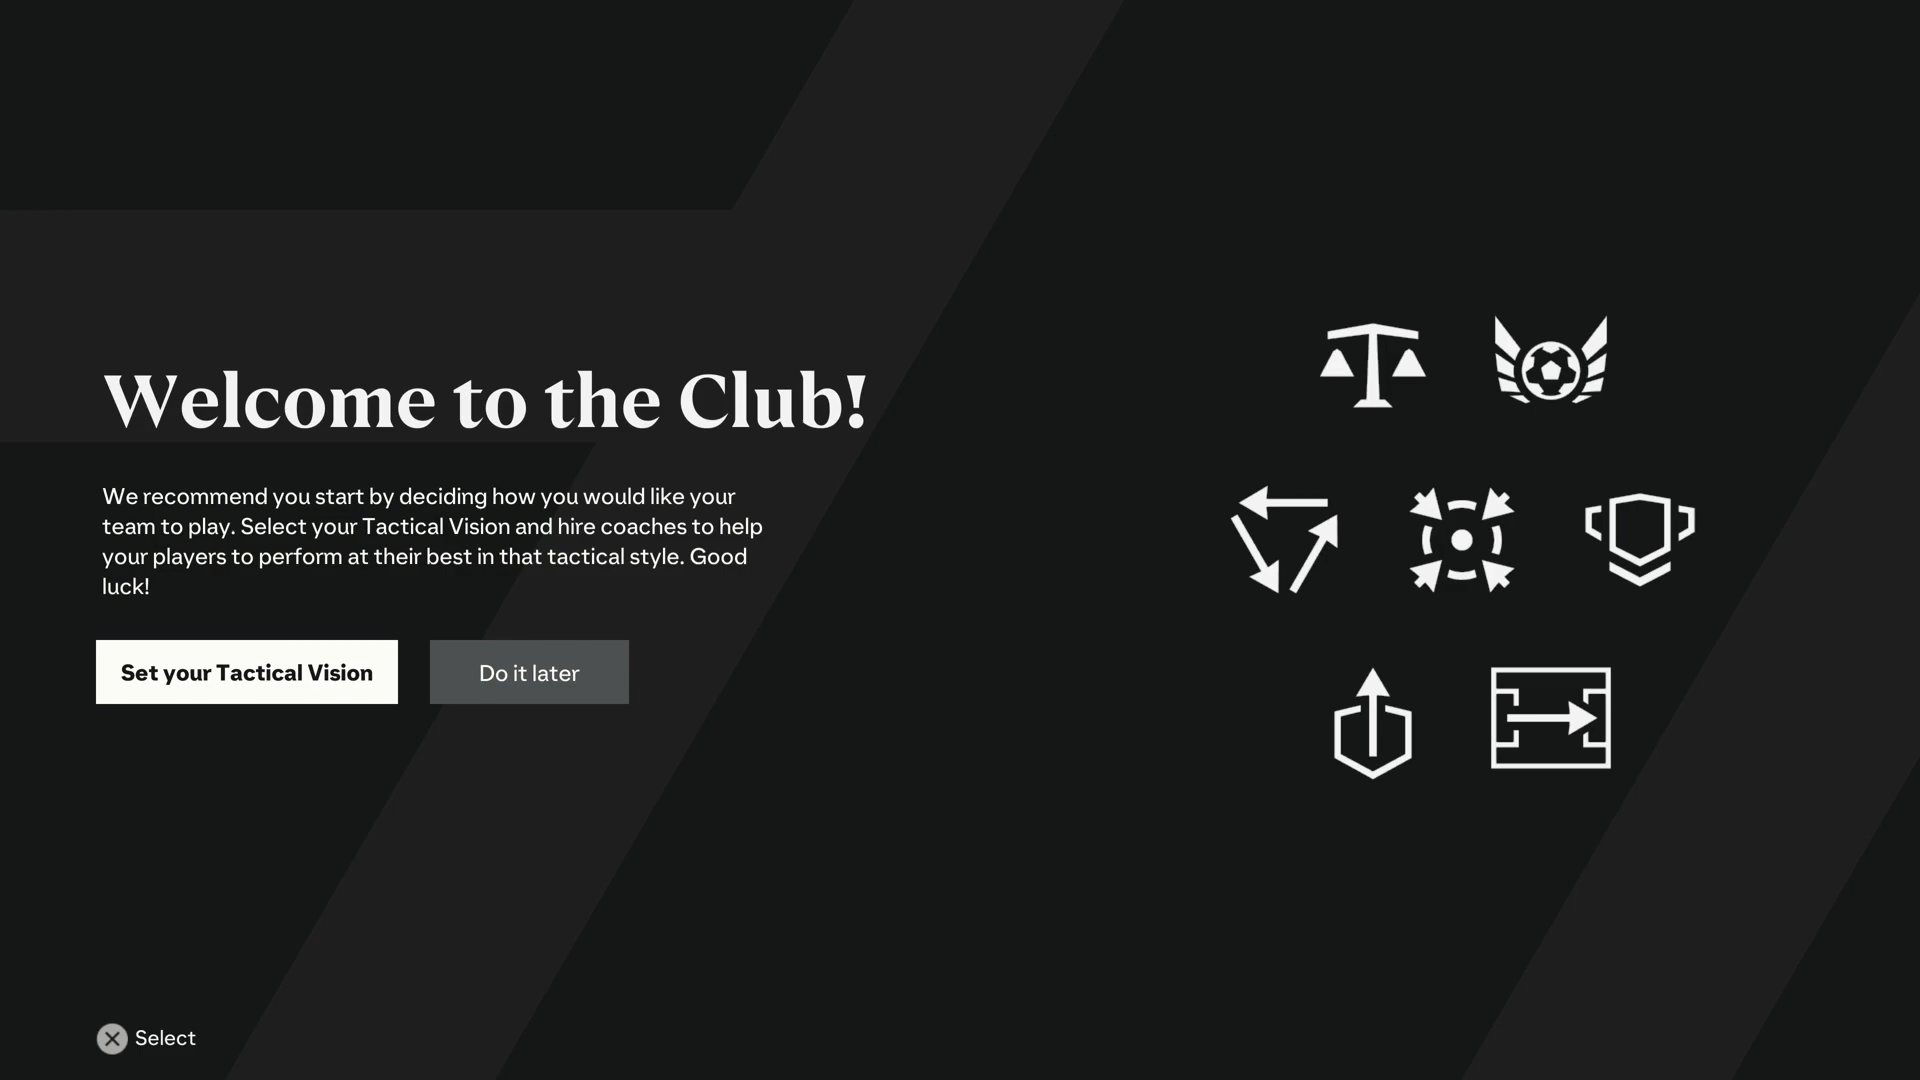 Welcome to the Club!
We recommend you start by deciding how you would like your
team to play. Select your Tactical Vision and hire coaches to help
your players to perform at their best in that tactical style. Good
luck!
Set your Tactical Vision
Do it later
Select